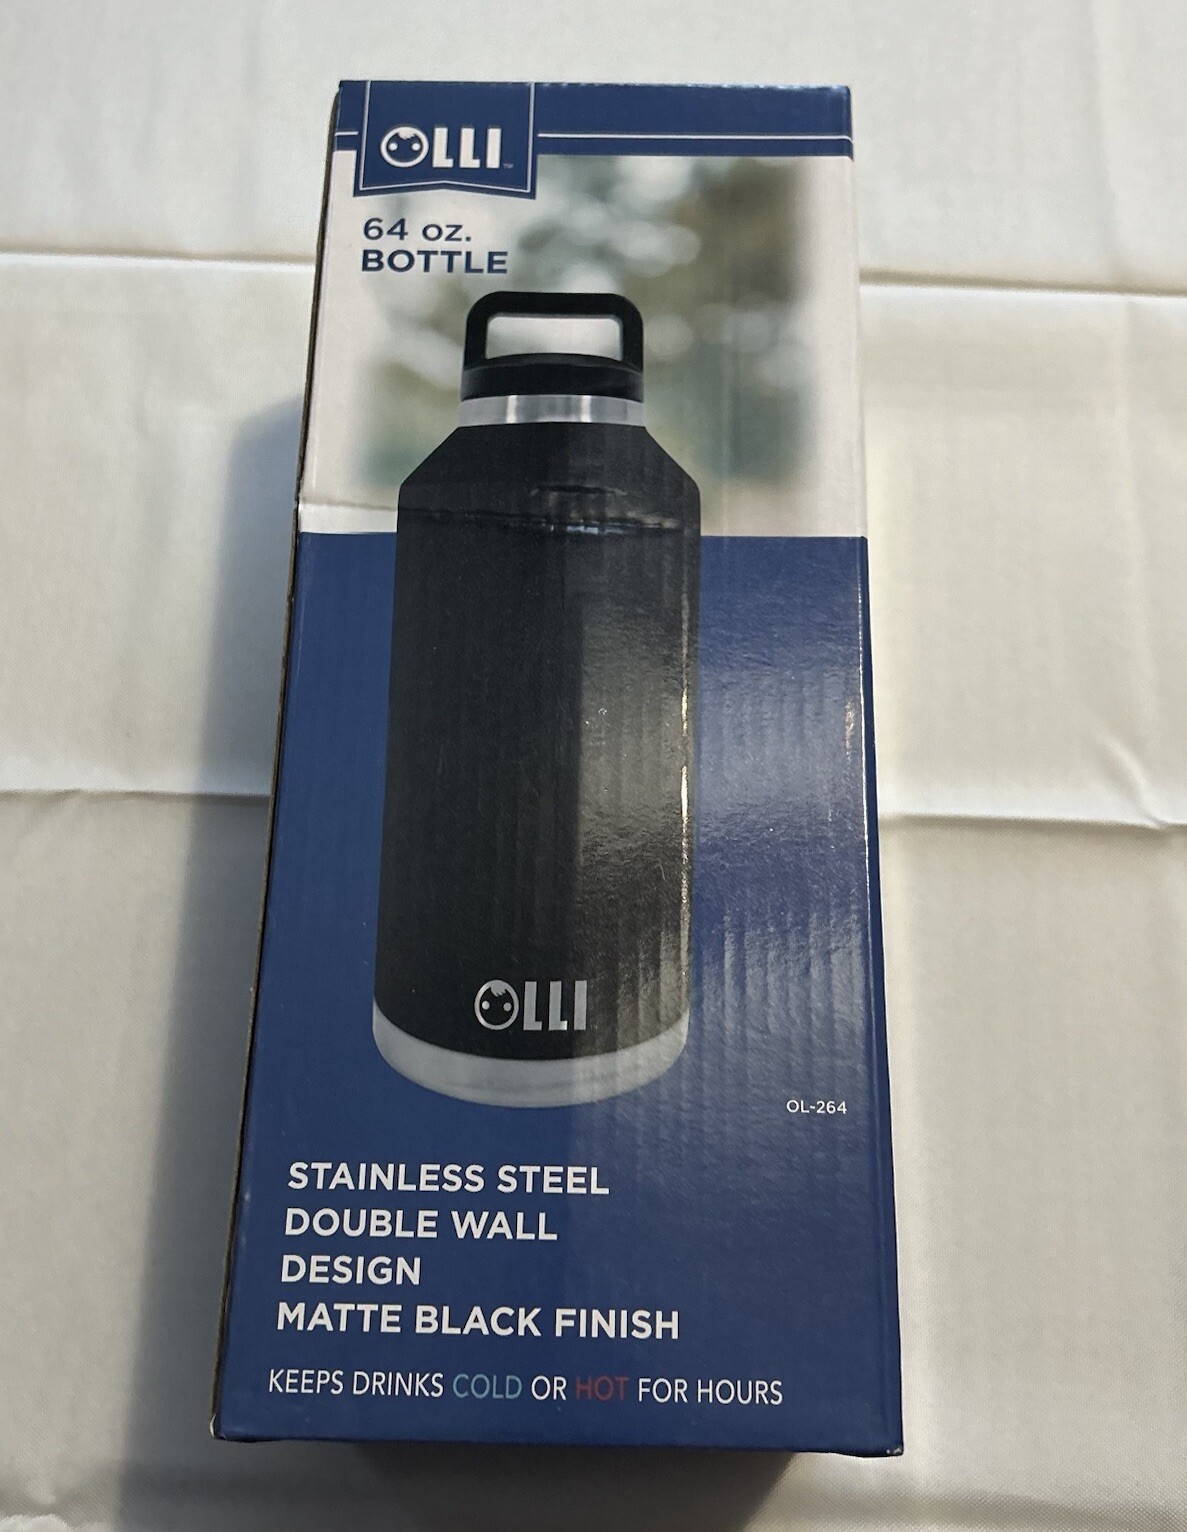 OLLI™
64 oz.
BOTTLE
OLLI
OL-264
STAINLESS STEEL
DOUBLE WALL
DESIGN
MATTE BLACK FINISH
KEEPS DRINKS COLD OR HOT FOR HOURS